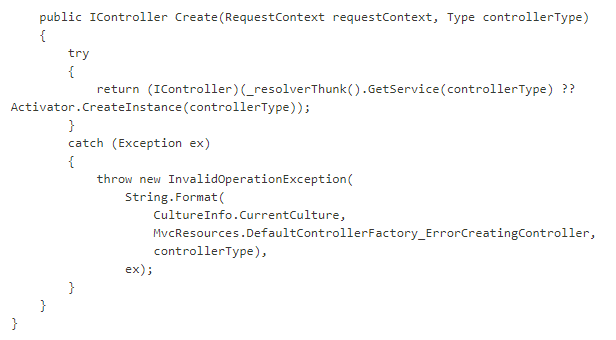 public IController Create(RequestContext requestContext, Type controllerType)
    {
        try
        {
            return (IController)(_resolverThunk().GetService(controllerType) ??
Activator.CreateInstance(controllerType));
        }
        catch (Exception ex)
        {
            throw new InvalidOperationException(
                String.Format(
                    CultureInfo.CurrentCulture,
                    MvcResources.DefaultControllerFactory_ErrorCreatingController,
                    controllerType),
                ex);
        }
    }
}